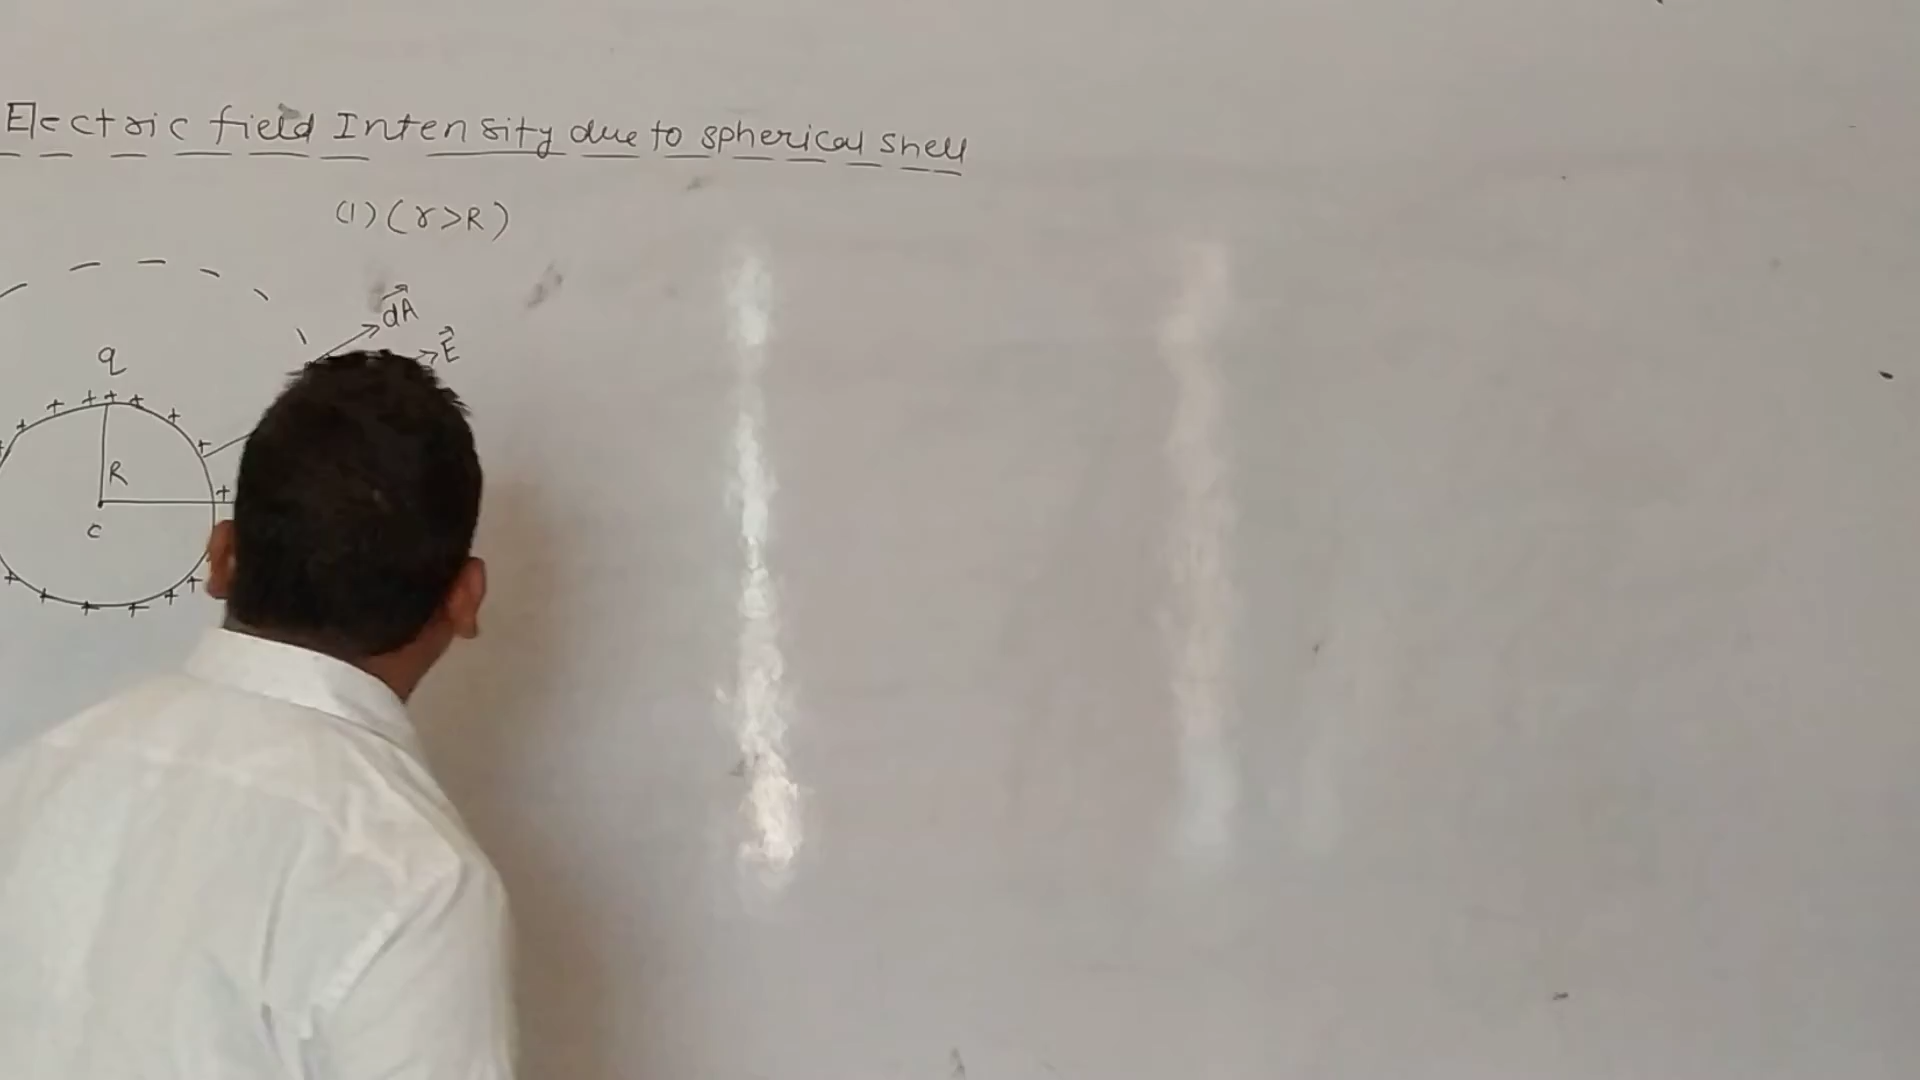 Electric field Intensity due to spherical shell
(1) (r>R)
dA
E
q
R
c